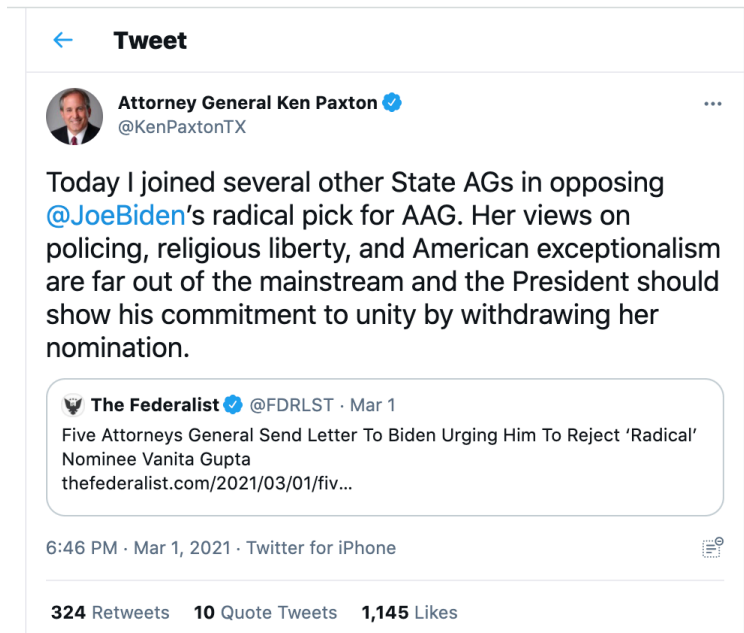 Tweet
Attorney General Ken Paxton
@KenPaxtonTX
Today I joined several other State AGs in opposing
@JoeBiden’s radical pick for AAG. Her views on
policing, religious liberty, and American exceptionalism
are far out of the mainstream and the President should
show his commitment to unity by withdrawing her
nomination.
The Federalist @FDRLST · Mar 1
Five Attorneys General Send Letter To Biden Urging Him To Reject ‘Radical’
Nominee Vanita Gupta
thefederalist.com/2021/03/01/fiv...
6:46 PM · Mar 1, 2021 · Twitter for iPhone
324 Retweets 10 Quote Tweets 1,145 Likes